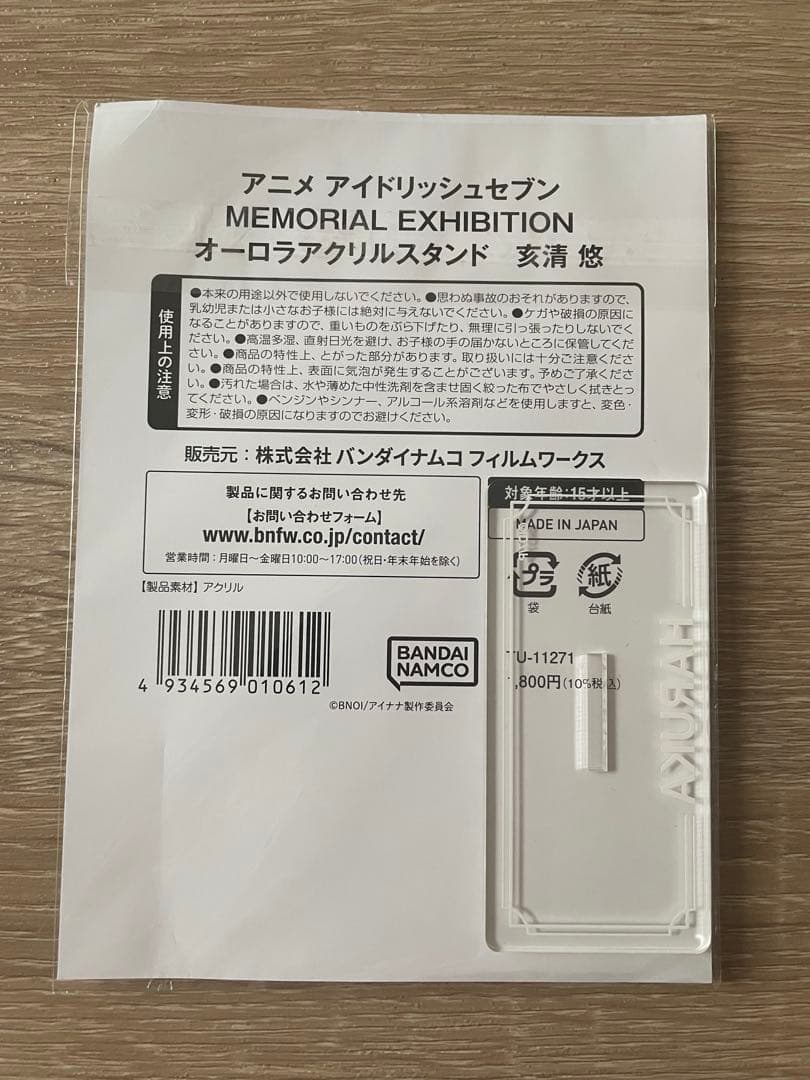 アニメ アイドリッシュセブン
MEMORIAL EXHIBITION
オーロラアクリルスタンド 亥清 悠
使用上の注意
●本来の用途以外で使用しないでください。●思わぬ事故のおそれがありますので、
乳幼児または小さなお子様には絶対に与えないでください。●ケガや破損の原因に
なることがありますので、重いものをぶら下げたり、無理に引っ張ったりしないでく
ださい。●高温多湿、直射日光を避け、お子様の手の届かないところに保管してくだ
さい。●商品の特性上、とがった部分があります。取り扱いには十分ご注意くださ
い。●商品の特性上、表面に気泡が発生することがございます。予めご了承くださ
い。●汚れた場合は、水や薄めた中性洗剤を含ませ固く絞った布でやさしく拭きとっ
てください。●ベンジンやシンナー、アルコール系溶剤などを使用しますと、変色・
変形・破損の原因になりますのでお避けください。
販売元：株式会社 バンダイナムコ フィルムワークス
製品に関するお問い合わせ先
【お問い合わせフォーム】
www.bnfw.co.jp/contact/
営業時間：月曜日～金曜日10:00～17:00（祝日・年末年始を除く）
対象年齢：15才以上
MADE IN JAPAN
プラ
袋
紙
台紙
【製品素材】アクリル
4 934569 010612
BANDAI
NAMCO
©BNOI/アイナナ製作委員会
TU-11271
,800円（10%税込）
HARUKA